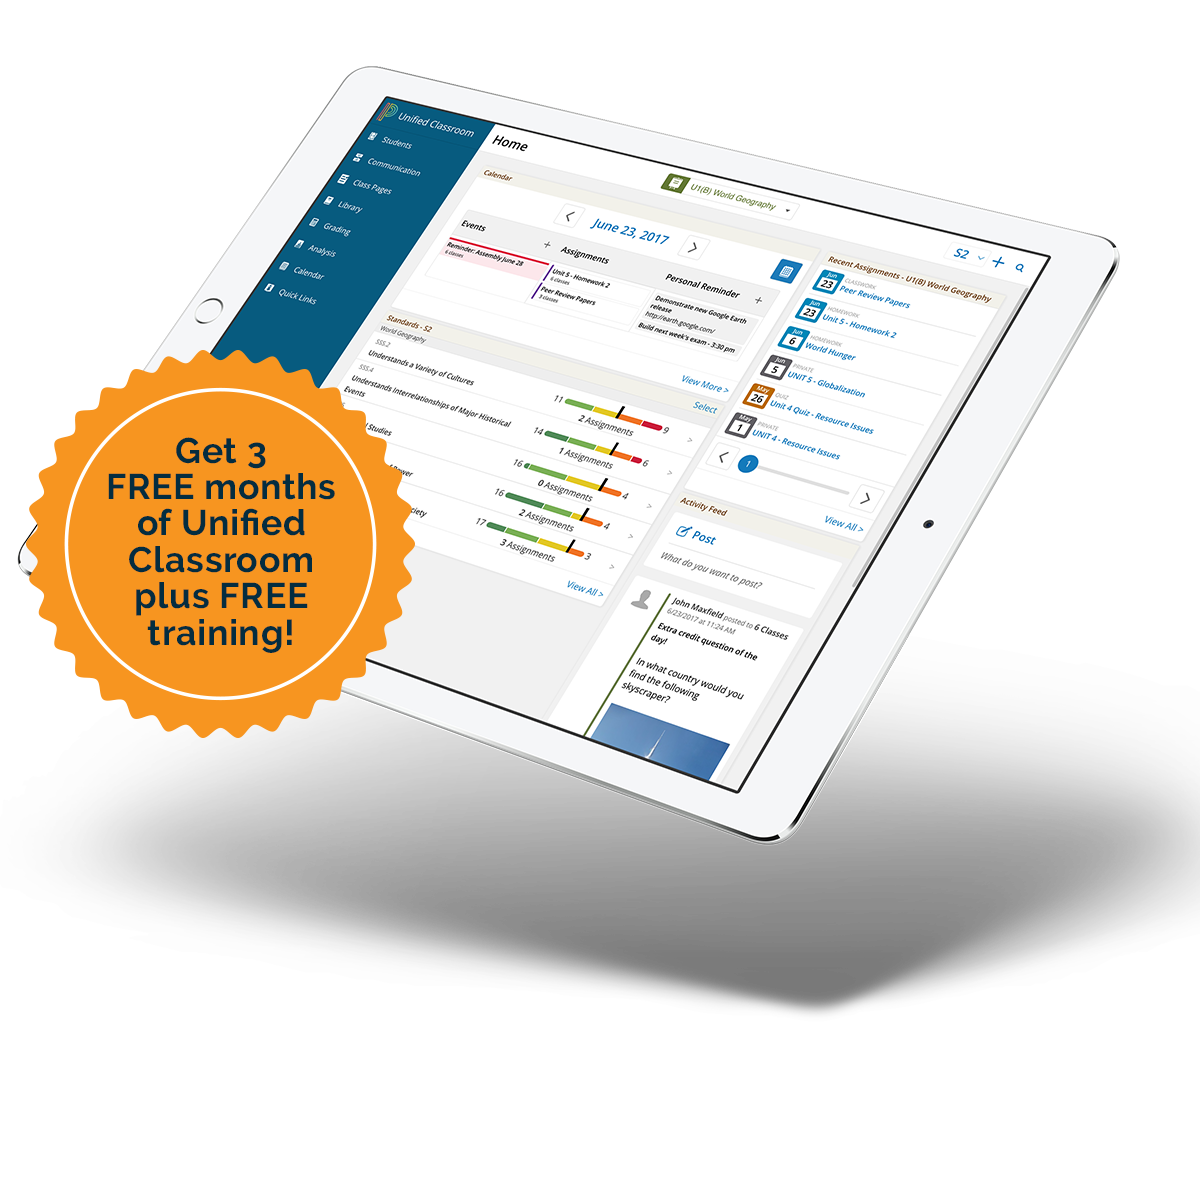 Unified Classroom
Students
Communication
Class Pages
Library
Grading
Analysis
Calendar
Quick Links
Home
U1(B) World Geography
S2
Calendar
June 23, 2017
Events
Reminder: Assembly June 28
6 classes
Assignments
Unit 5 - Homework 2
6 classes
Peer Review Papers
3 classes
Personal Reminder
Demonstrate new Google Earth
release
http://earth.google.com/
Build next week's exam - 3:30 pm
View More >
Standards - S2
Select
World Geography
SSS.2
Understands a Variety of Cultures
11
9
2 Assignments
SSS.4
Understands Interrelationships of Major Historical
Events
14
6
1 Assignments
Studies
16
4
0 Assignments
Power
16
4
2 Assignments
17
3
3 Assignments
View All >
Recent Assignments - U1(B) World Geography
Jun
23
CLASSWORK
Peer Review Papers
Jun
23
HOMEWORK
Unit 5 - Homework 2
Jun
6
HOMEWORK
World Hunger
Jun
5
PRIVATE
UNIT 5 - Globalization
May
26
QUIZ
Unit 4 Quiz - Resource Issues
May
1
PRIVATE
UNIT 4 - Resource Issues
1
View All >
Activity Feed
Post
What do you want to post?
John Maxfield posted to 6 Classes
6/23/2017 at 11:24 AM
Extra credit question of the
day!
In what country would you
find the following
skyscraper?
Get 3
FREE months
of Unified
Classroom
plus FREE
training!